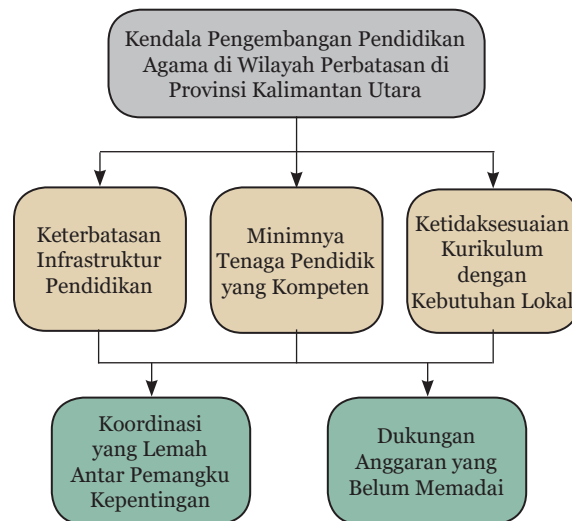 Kendala Pengembangan Pendidikan
Agama di Wilayah Perbatasan di
Provinsi Kalimantan Utara
Keterbatasan
Infrastruktur
Pendidikan
Minimnya
Tenaga Pendidik
yang Kompeten
Ketidaksesuaian
Kurikulum
dengan
Kebutuhan Lokal
Koordinasi
yang Lemah
Antar Pemangku
Kepentingan
Dukungan
Anggaran yang
Belum Memadai